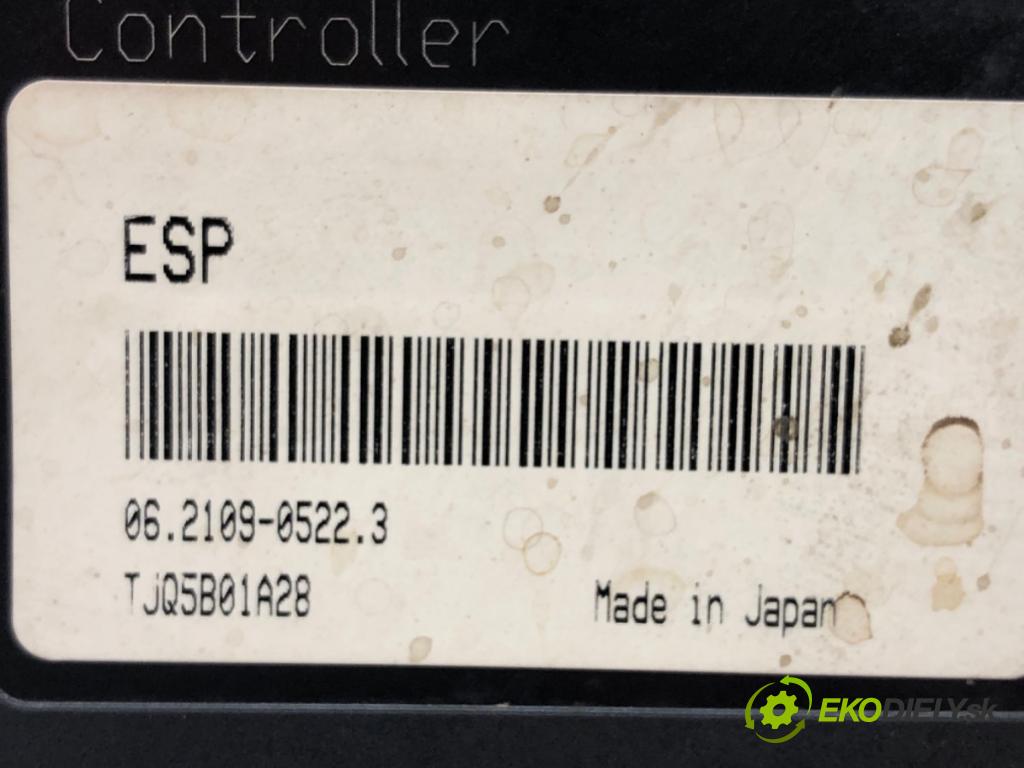 Controller
ESP
06.2109-0522.3
TJQ5B01A28
Made in Japan
EKODIELY.sk